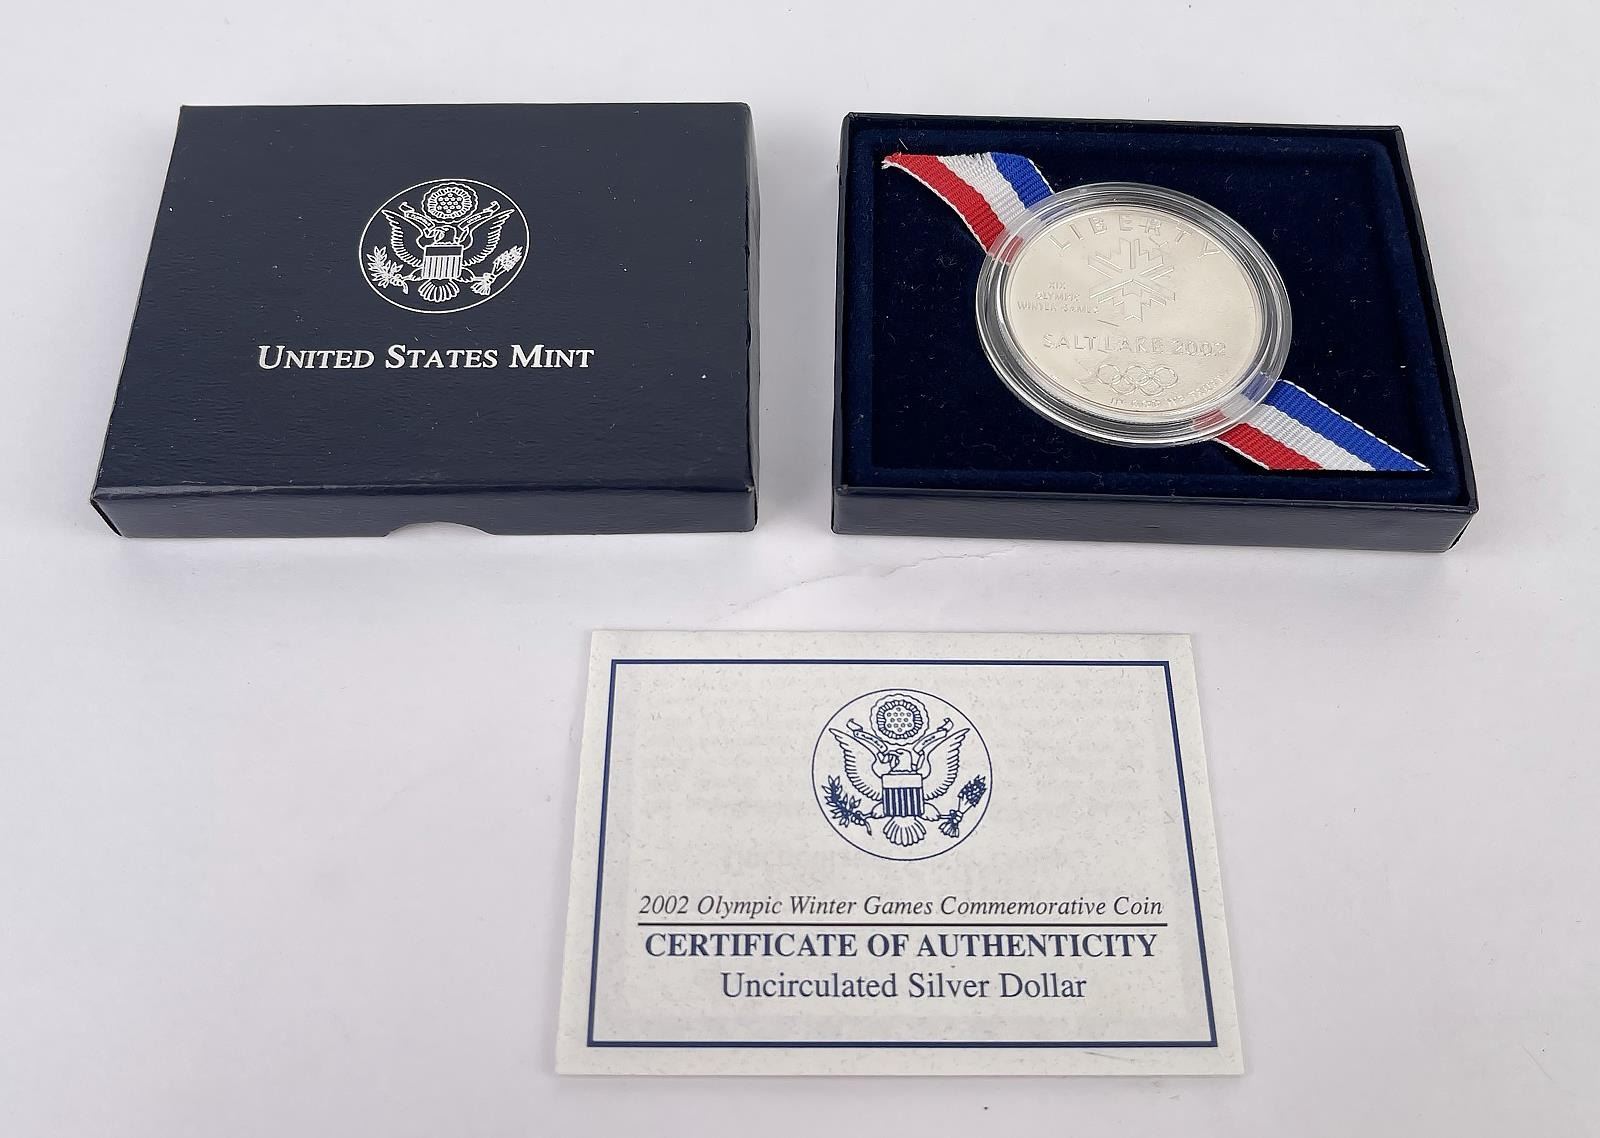 UNITED STATES MINT
LIBERTY
XIX
OLYMPIC
WINTER GAMES
SALT LAKE 2002
IN GOD WE TRUST
2002 Olympic Winter Games Commemorative Coin
CERTIFICATE OF AUTHENTICITY
Uncirculated Silver Dollar